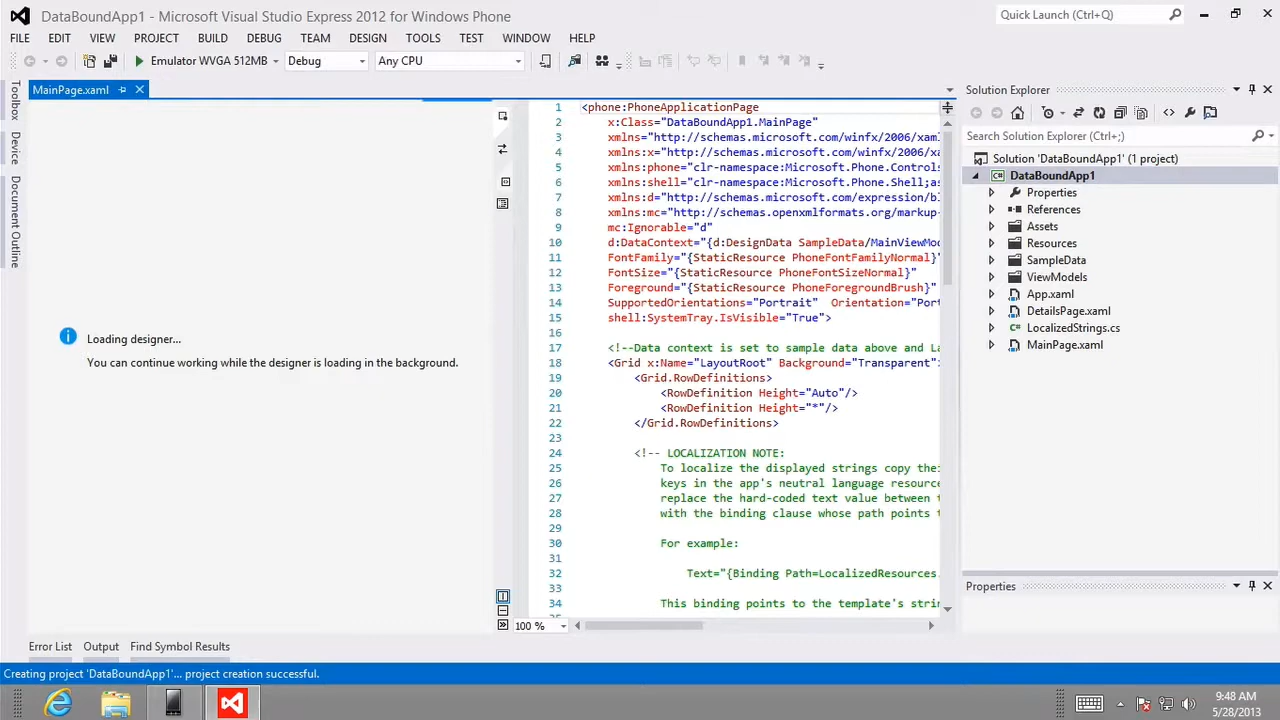 DataBoundApp1 - Microsoft Visual Studio Express 2012 for Windows Phone
Quick Launch (Ctrl+Q)
FILE EDIT VIEW PROJECT BUILD DEBUG TEAM DESIGN TOOLS TEST WINDOW HELP
Emulator WVGA 512MB Debug Any CPU
Toolbox
Device
Document Outline
MainPage.xaml
Loading designer...
You can continue working while the designer is loading in the background.
1 <phone:PhoneApplicationPage
2 x:Class="DataBoundApp1.MainPage"
3 xmlns="http://schemas.microsoft.com/winfx/2006/xaml
4 xmlns:x="http://schemas.microsoft.com/winfx/2006/xa
5 xmlns:phone="clr-namespace:Microsoft.Phone.Controls
6 xmlns:shell="clr-namespace:Microsoft.Phone.Shell;as
7 xmlns:d="http://schemas.microsoft.com/expression/bl
8 xmlns:mc="http://schemas.openxmlformats.org/markup-
9 mc:Ignorable="d"
10 d:DataContext="{d:DesignData SampleData/MainViewMod
11 FontFamily="{StaticResource PhoneFontFamilyNormal}"
12 FontSize="{StaticResource PhoneFontSizeNormal}"
13 Foreground="{StaticResource PhoneForegroundBrush}"
14 SupportedOrientations="Portrait" Orientation="Port
15 shell:SystemTray.IsVisible="True">
16
17 <!--Data context is set to sample data above and La
18 <Grid x:Name="LayoutRoot" Background="Transparent">
19 <Grid.RowDefinitions>
20 <RowDefinition Height="Auto"/>
21 <RowDefinition Height="*"/>
22 </Grid.RowDefinitions>
23
24 <!-- LOCALIZATION NOTE:
25 To localize the displayed strings copy thei
26 keys in the app's neutral language resource
27 replace the hard-coded text value between t
28 with the binding clause whose path points t
29
30 For example:
31
32 Text="{Binding Path=LocalizedResources.
33
34 This binding points to the template's strin
100 %
Solution Explorer
Search Solution Explorer (Ctrl+;)
Solution 'DataBoundApp1' (1 project)
DataBoundApp1
Properties
References
Assets
Resources
SampleData
ViewModels
App.xaml
DetailsPage.xaml
LocalizedStrings.cs
MainPage.xaml
Properties
Error List Output Find Symbol Results
Creating project 'DataBoundApp1'... project creation successful.
9:48 AM
5/28/2013